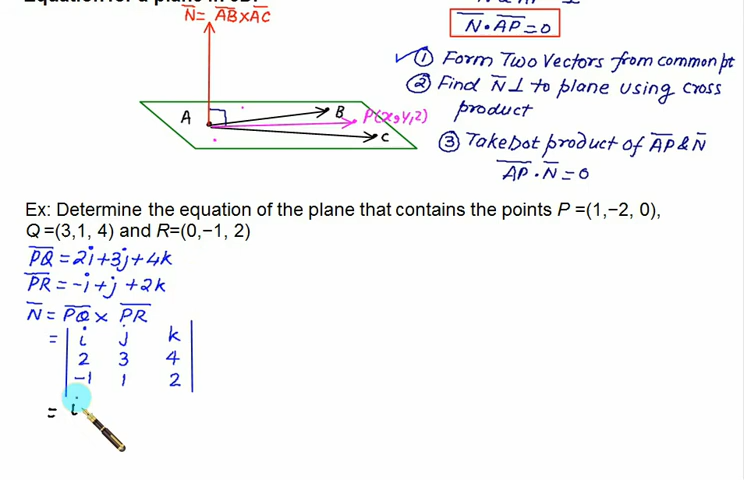 N = AB x AC
N • AP = 0
① Form Two Vectors from common pt
② Find N ⊥ to plane using cross
product
③ Take Dot product of AP & N
AP • N = 0
A
B
P(x, y, z)
C
Ex: Determine the equation of the plane that contains the points P =(1,−2, 0),
Q =(3,1, 4) and R=(0,−1, 2)
PQ = 2i + 3j + 4k
PR = −i + j + 2k
N = PQ x PR
= | i j k |
2 3 4
−1 1 2
= i